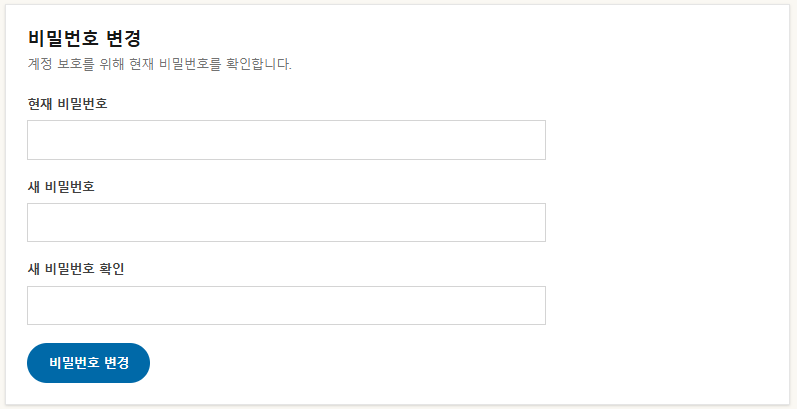 비밀번호 변경
계정 보호를 위해 현재 비밀번호를 확인합니다.
현재 비밀번호
새 비밀번호
새 비밀번호 확인
비밀번호 변경